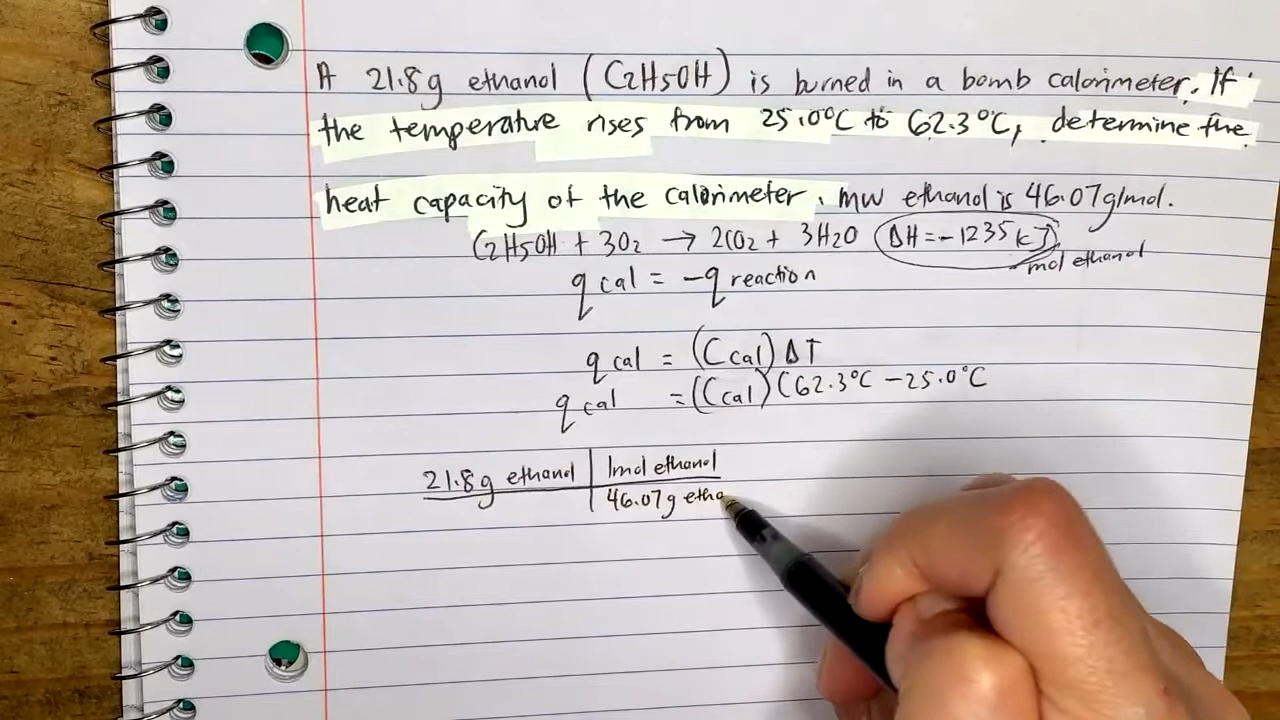 A 21.8g ethanol (C2H5OH) is burned in a bomb calorimeter. If
the temperature rises from 25.0°C to 62.3°C, determine the
heat capacity of the calorimeter. MW ethanol is 46.07g/mol.
C2H5OH + 3O2 → 2CO2 + 3H2O ΔH = -1235 kJ
mol ethanol
q cal = -q reaction
q cal = (Ccal) ΔT
q cal = (Ccal) (62.3°C - 25.0°C
21.8g ethanol 1mol ethanol
46.07g etha